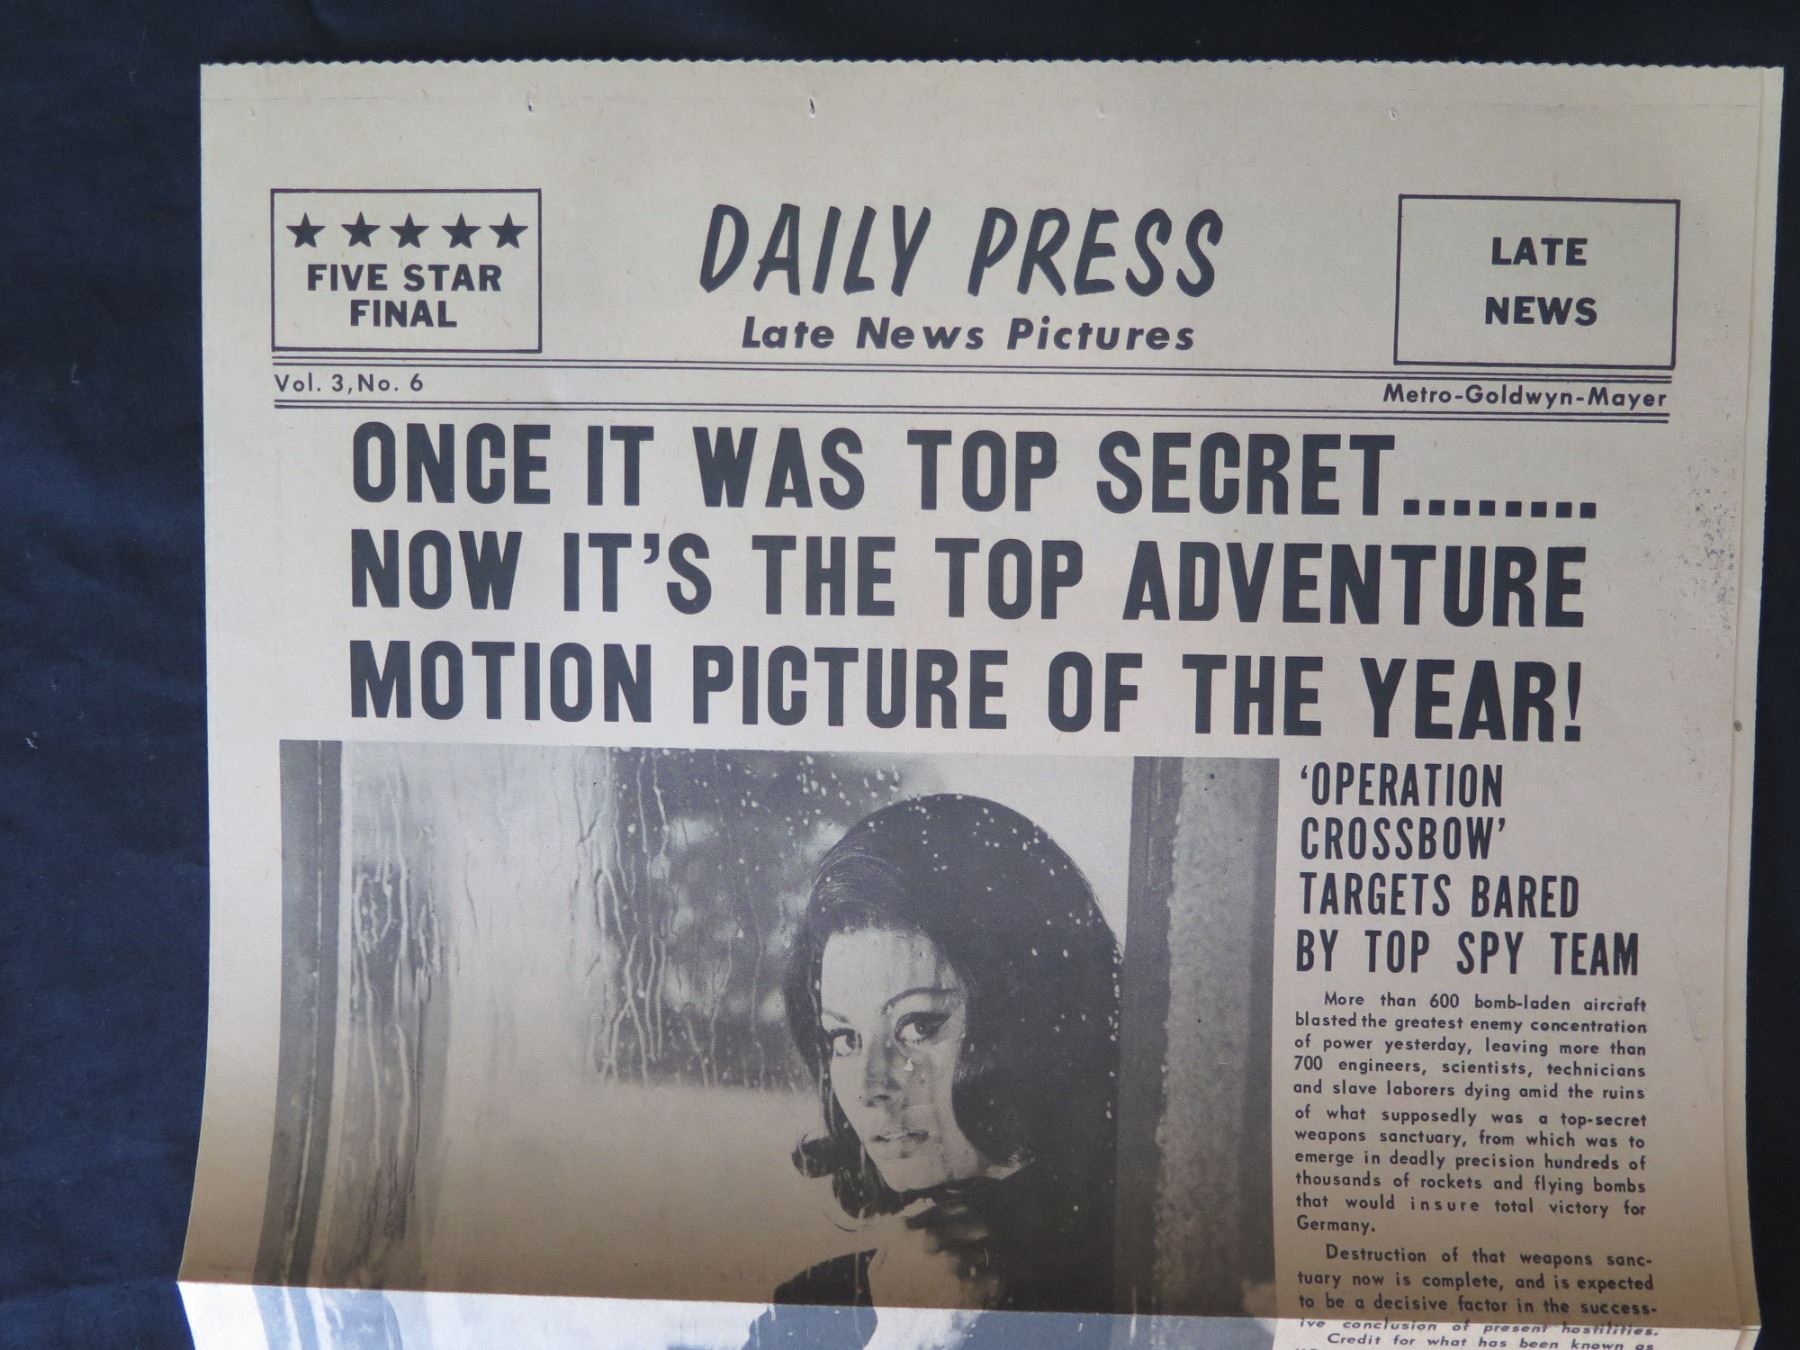 ★ ★ ★ ★ ★
FIVE STAR
FINAL
DAILY PRESS
Late News Pictures
LATE
NEWS
Vol. 3, No. 6
Metro-Goldwyn-Mayer
ONCE IT WAS TOP SECRET........
NOW IT'S THE TOP ADVENTURE
MOTION PICTURE OF THE YEAR!
'OPERATION
CROSSBOW'
TARGETS BARED
BY TOP SPY TEAM
More than 600 bomb-laden aircraft
blasted the greatest enemy concentration
of power yesterday, leaving more than
700 engineers, scientists, technicians
and slave laborers dying amid the ruins
of what supposedly was a top-secret
weapons sanctuary, from which was to
emerge in deadly precision hundreds of
thousands of rockets and flying bombs
that would insure total victory for
Germany.
Destruction of that weapons sanc-
tuary now is complete, and is expected
to be a decisive factor in the success-
ive conclusion of present hostilities.
Credit for what has been known as